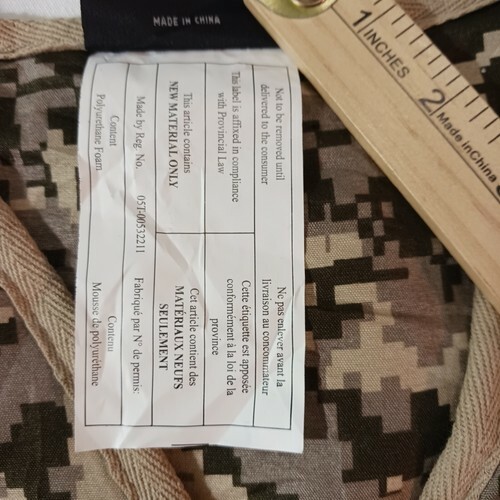 MADE IN CHINA
Not to be removed until
delivered to the consumer
Ne pas enlever avant la
livraison au concommateur
This label is affixed in compliance
with Provincial Law
Cette étiquette est apposée
conformément à la loi de la
province
This article contains
NEW MATERIAL ONLY
Cet article contient des
MATÉRIAUX NEUFS
SEULEMENT
Made by Reg. No. 05T-00532211 Fabriqué par N° de permis:
Content
Polyurethane Foam
Contenu
Mousse de polyuréthane
1 INCHES 2 Made in China